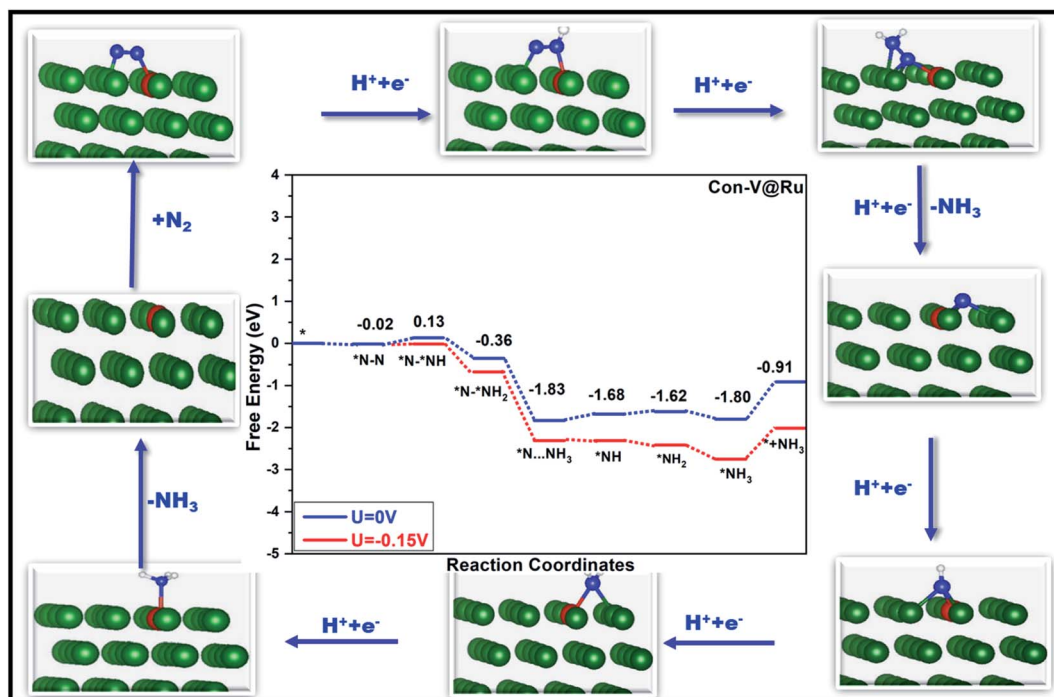 H⁺+e⁻
H⁺+e⁻
H⁺+e⁻
-NH₃
+N₂
Con-V@Ru
4
3
2
1
0
-1
-2
-3
-4
-5
Free Energy (eV)
*
-0.02
0.13
-0.36
-1.83
-1.68
-1.62
-1.80
-0.91
*N-N
*N-*NH
*N-*NH₂
*N...NH₃
*NH
*NH₂
*NH₃
*+NH₃
U=0V
U=-0.15V
Reaction Coordinates
H⁺+e⁻
-NH₃
H⁺+e⁻
H⁺+e⁻